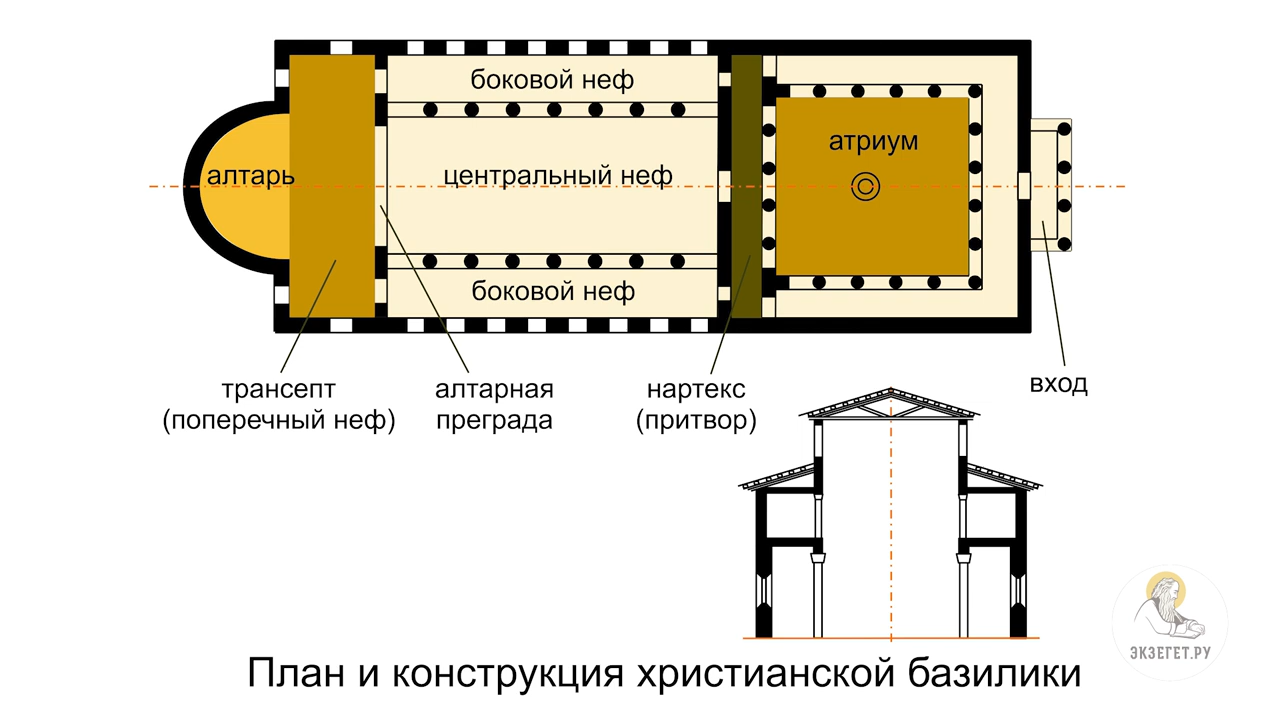 боковой неф
атриум
алтарь
центральный неф
боковой неф
трансепт
(поперечный неф)
алтарная
преграда
нартекс
(притвор)
вход
ЭКЗЕГЕТ.РУ
План и конструкция христианской базилики